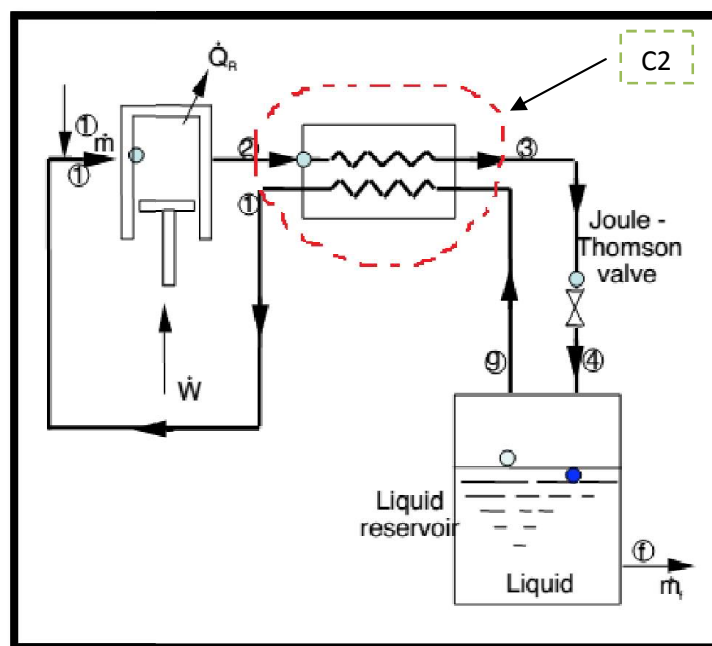 C2
Q̇R
①
ṁ
①
②
③
①
Joule -
Thomson
valve
Ẇ
⑨
④
Liquid
reservoir
Liquid
ⓕ
ṁf